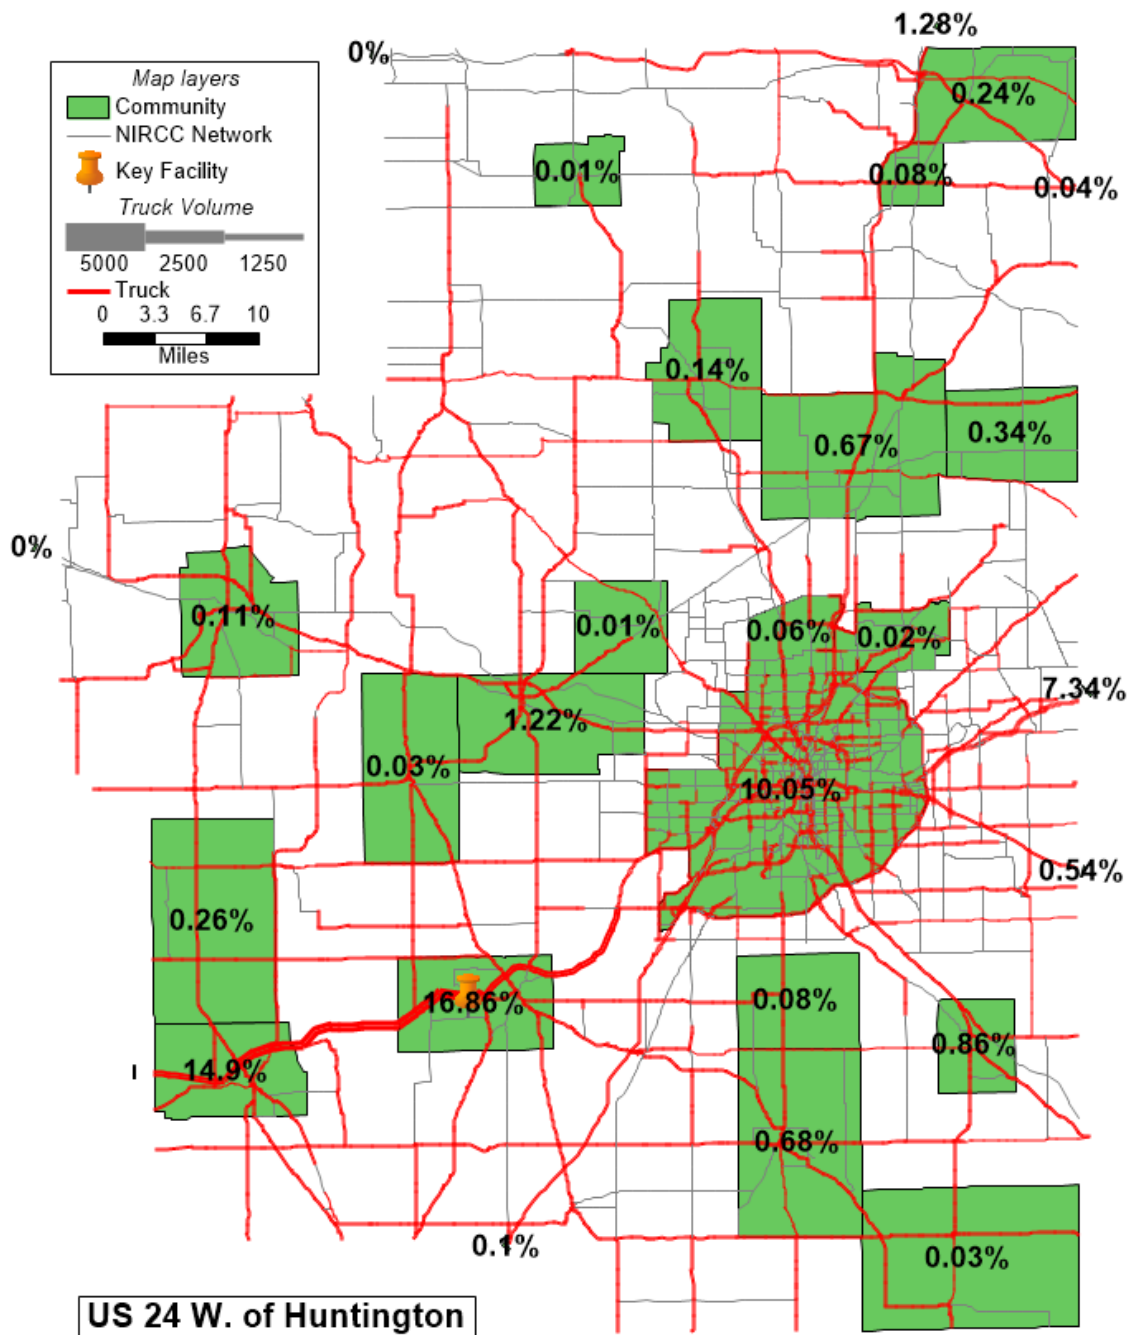 1.28%
0%
Map layers
Community
NIRCC Network
Key Facility
Truck Volume
5000 2500 1250
Truck
0 3.3 6.7 10
Miles
0.24%
0.01%
0.08%
0.04%
0.14%
0.67%
0.34%
0%
0.11%
0.01%
0.06%
0.02%
7.34%
1.22%
0.03%
10.05%
0.54%
0.26%
16.86%
0.08%
0.86%
14.9%
0.68%
0.1%
0.03%
US 24 W. of Huntington